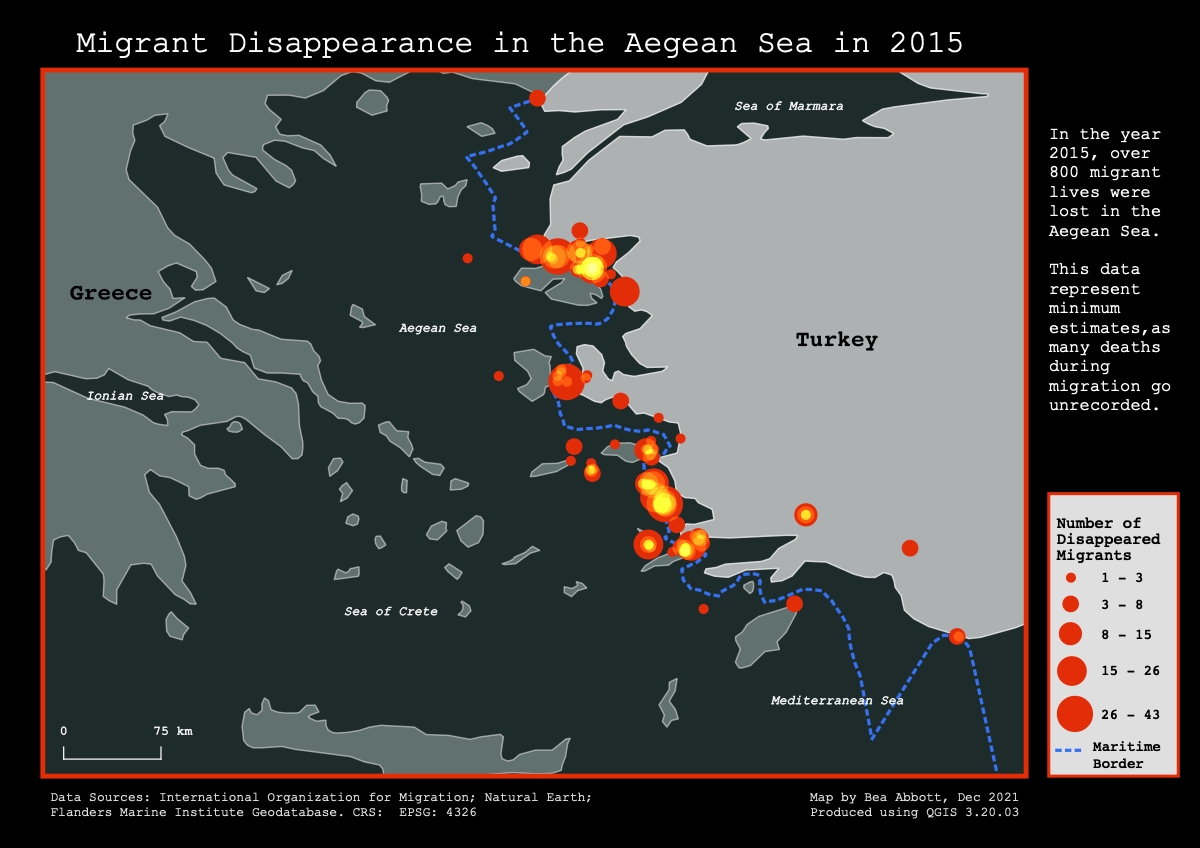 Migrant Disappearance in the Aegean Sea in 2015
Sea of Marmara
Greece
Aegean Sea
Turkey
Ionian Sea
Sea of Crete
Mediterranean Sea
0 75 km
In the year
2015, over
800 migrant
lives were
lost in the
Aegean Sea.
This data
represent
minimum
estimates,as
many deaths
during
migration go
unrecorded.
Number of
Disappeared
Migrants
1 - 3
3 - 8
8 - 15
15 - 26
26 - 43
Maritime
Border
Data Sources: International Organization for Migration; Natural Earth;
Flanders Marine Institute Geodatabase. CRS: EPSG: 4326
Map by Bea Abbott, Dec 2021
Produced using QGIS 3.20.03